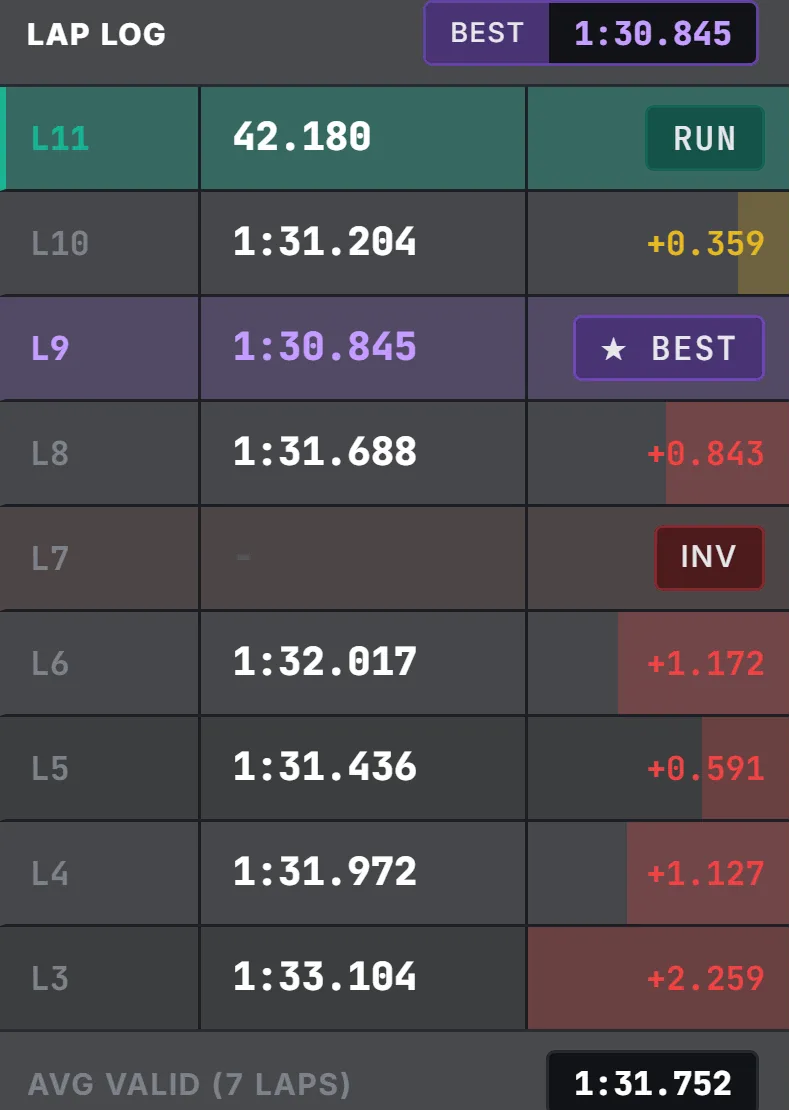 LAP LOG BEST 1:30.845
L11 42.180 RUN
L10 1:31.204 +0.359
L9 1:30.845 ★ BEST
L8 1:31.688 +0.843
L7 - INV
L6 1:32.017 +1.172
L5 1:31.436 +0.591
L4 1:31.972 +1.127
L3 1:33.104 +2.259
AVG VALID (7 LAPS) 1:31.752